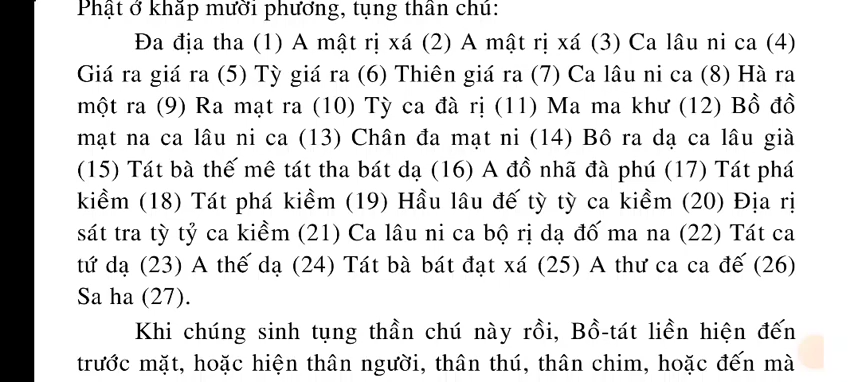 Phật ở khắp mười phương, tụng thần chú:
Đa địa tha (1) A mật rị xá (2) A mật rị xá (3) Ca lâu ni ca (4)
Giá ra giá ra (5) Tỳ giá ra (6) Thiên giá ra (7) Ca lâu ni ca (8) Hà ra
một ra (9) Ra mạt ra (10) Tỳ ca đà rị (11) Ma ma khư (12) Bồ đồ
mạt na ca lâu ni ca (13) Chân đa mạt ni (14) Bô ra dạ ca lâu già
(15) Tát bà thế mê tát tha bát dạ (16) A đồ nhã đà phú (17) Tát phá
kiềm (18) Tát phá kiềm (19) Hầu lâu đế tỳ tỳ ca kiềm (20) Địa rị
sát tra tỳ tỷ ca kiềm (21) Ca lâu ni ca bộ rị dạ đố ma na (22) Tát ca
tứ dạ (23) A thế dạ (24) Tát bà bát đạt xá (25) A thư ca ca đế (26)
Sa ha (27).
Khi chúng sinh tụng thần chú này rồi, Bồ-tát liền hiện đến
trước mặt, hoặc hiện thân người, thân thú, thân chim, hoặc đến mà